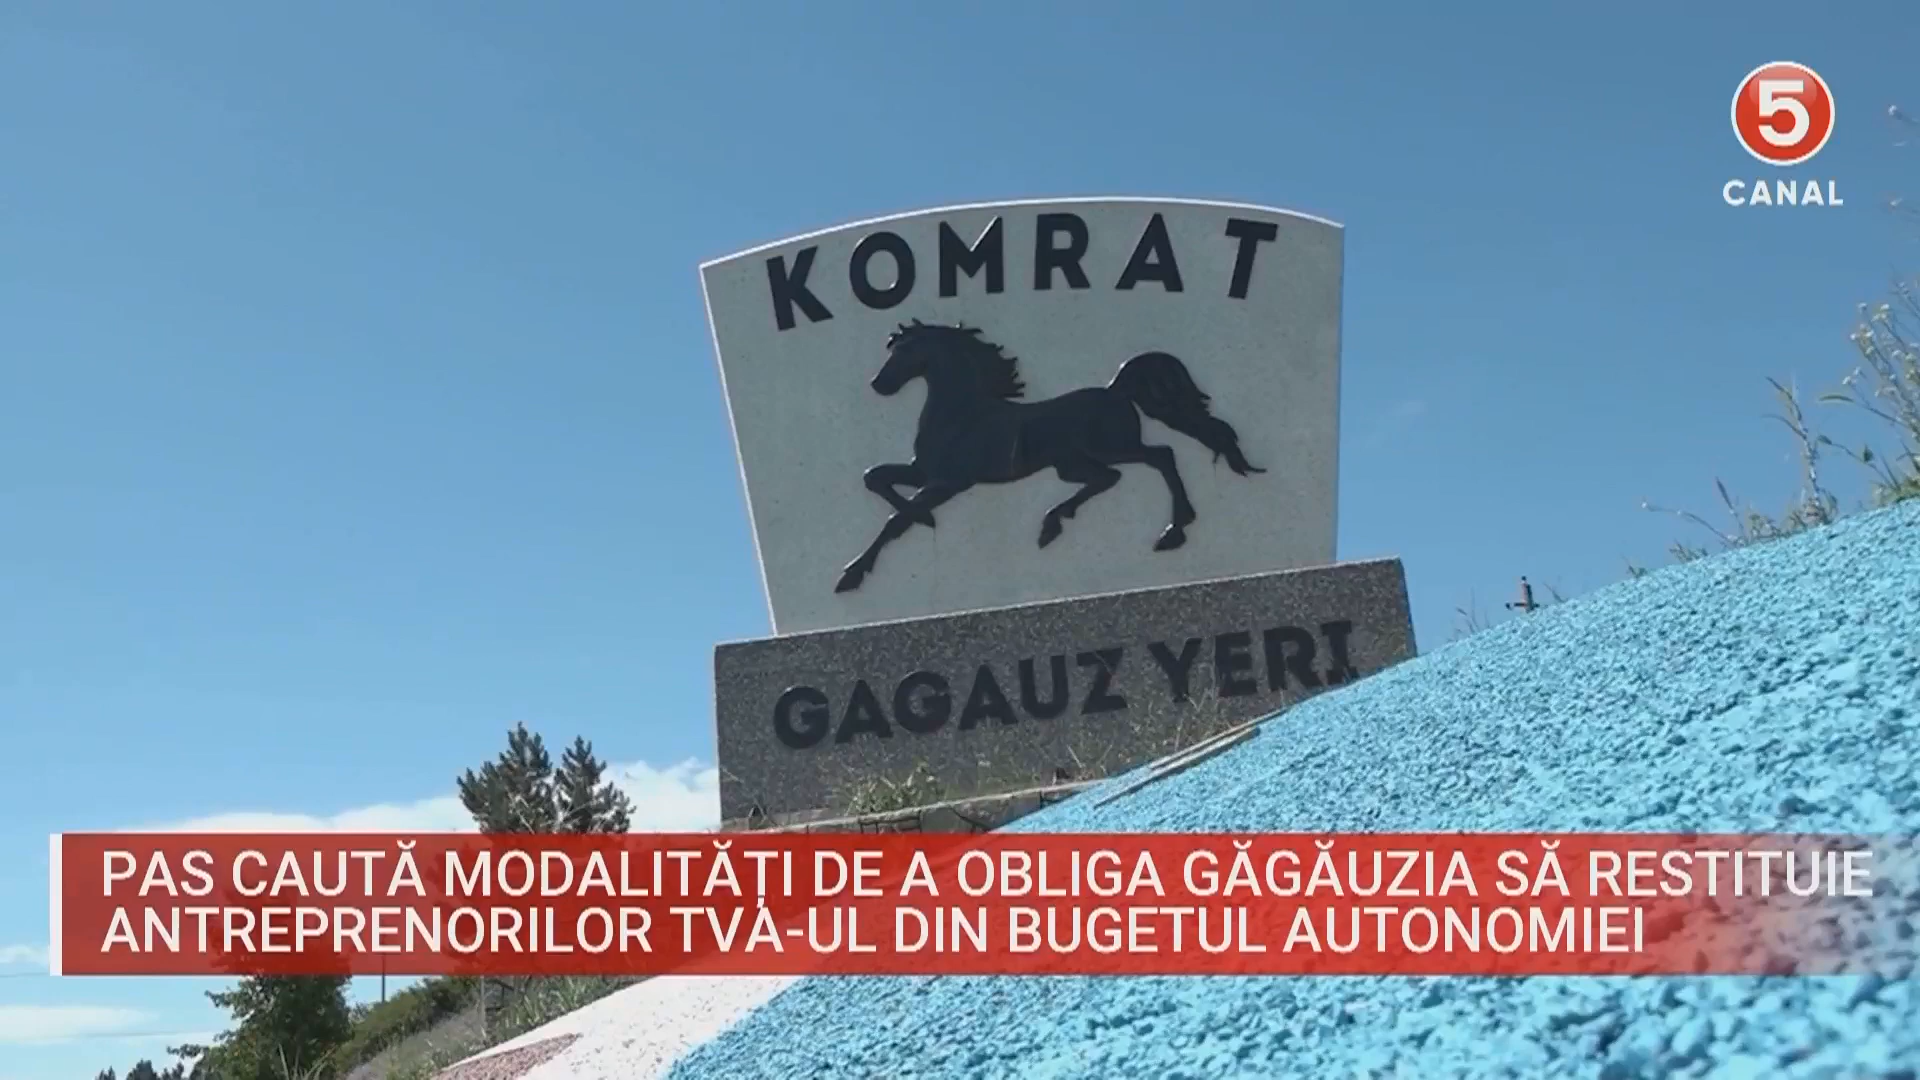 5
CANAL
KOMRAT
GAGAUZ YERI
PAS CAUTĂ MODALITĂȚI DE A OBLIGA GĂGĂUZIA SĂ RESTITUIE
ANTREPRENORILOR TVA-UL DIN BUGETUL AUTONOMIEI